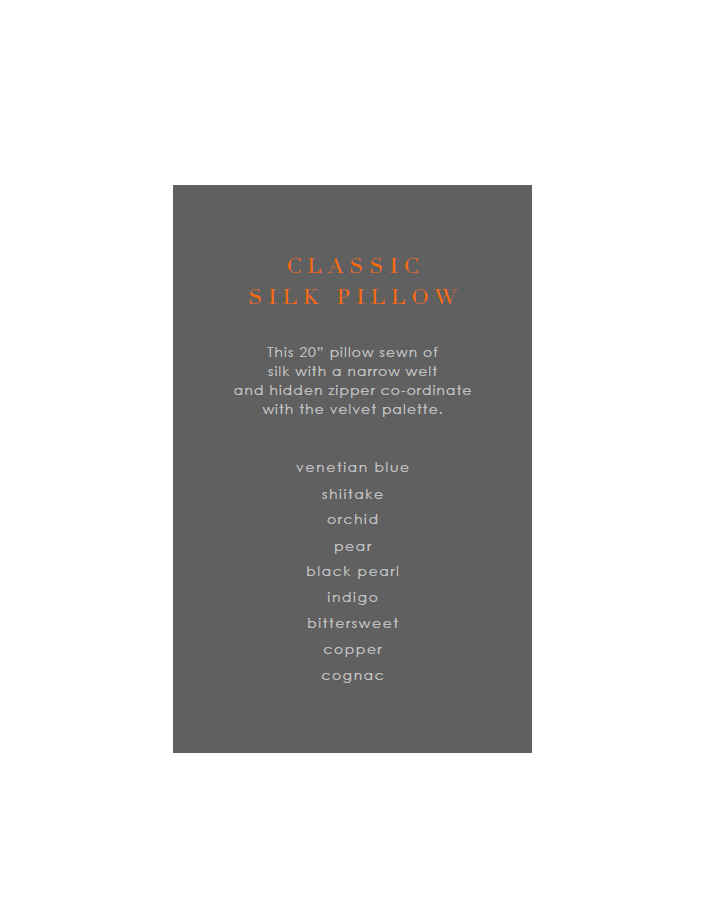 CLASSIC
SILK PILLOW
This 20” pillow sewn of
silk with a narrow welt
and hidden zipper co-ordinate
with the velvet palette.
venetian blue
shiitake
orchid
pear
black pearl
indigo
bittersweet
copper
cognac